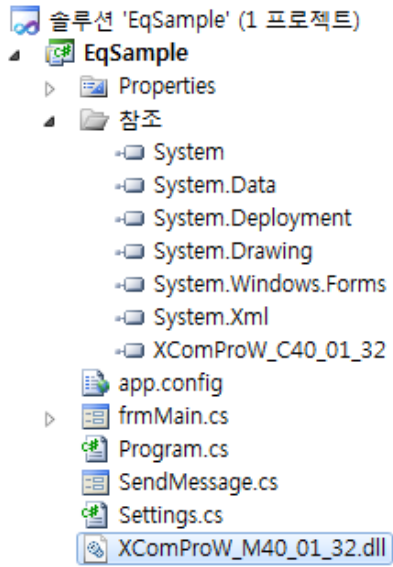 솔루션 'EqSample' (1 프로젝트)
EqSample
Properties
참조
System
System.Data
System.Deployment
System.Drawing
System.Windows.Forms
System.Xml
XComProW_C40_01_32
app.config
frmMain.cs
Program.cs
SendMessage.cs
Settings.cs
XComProW_M40_01_32.dll